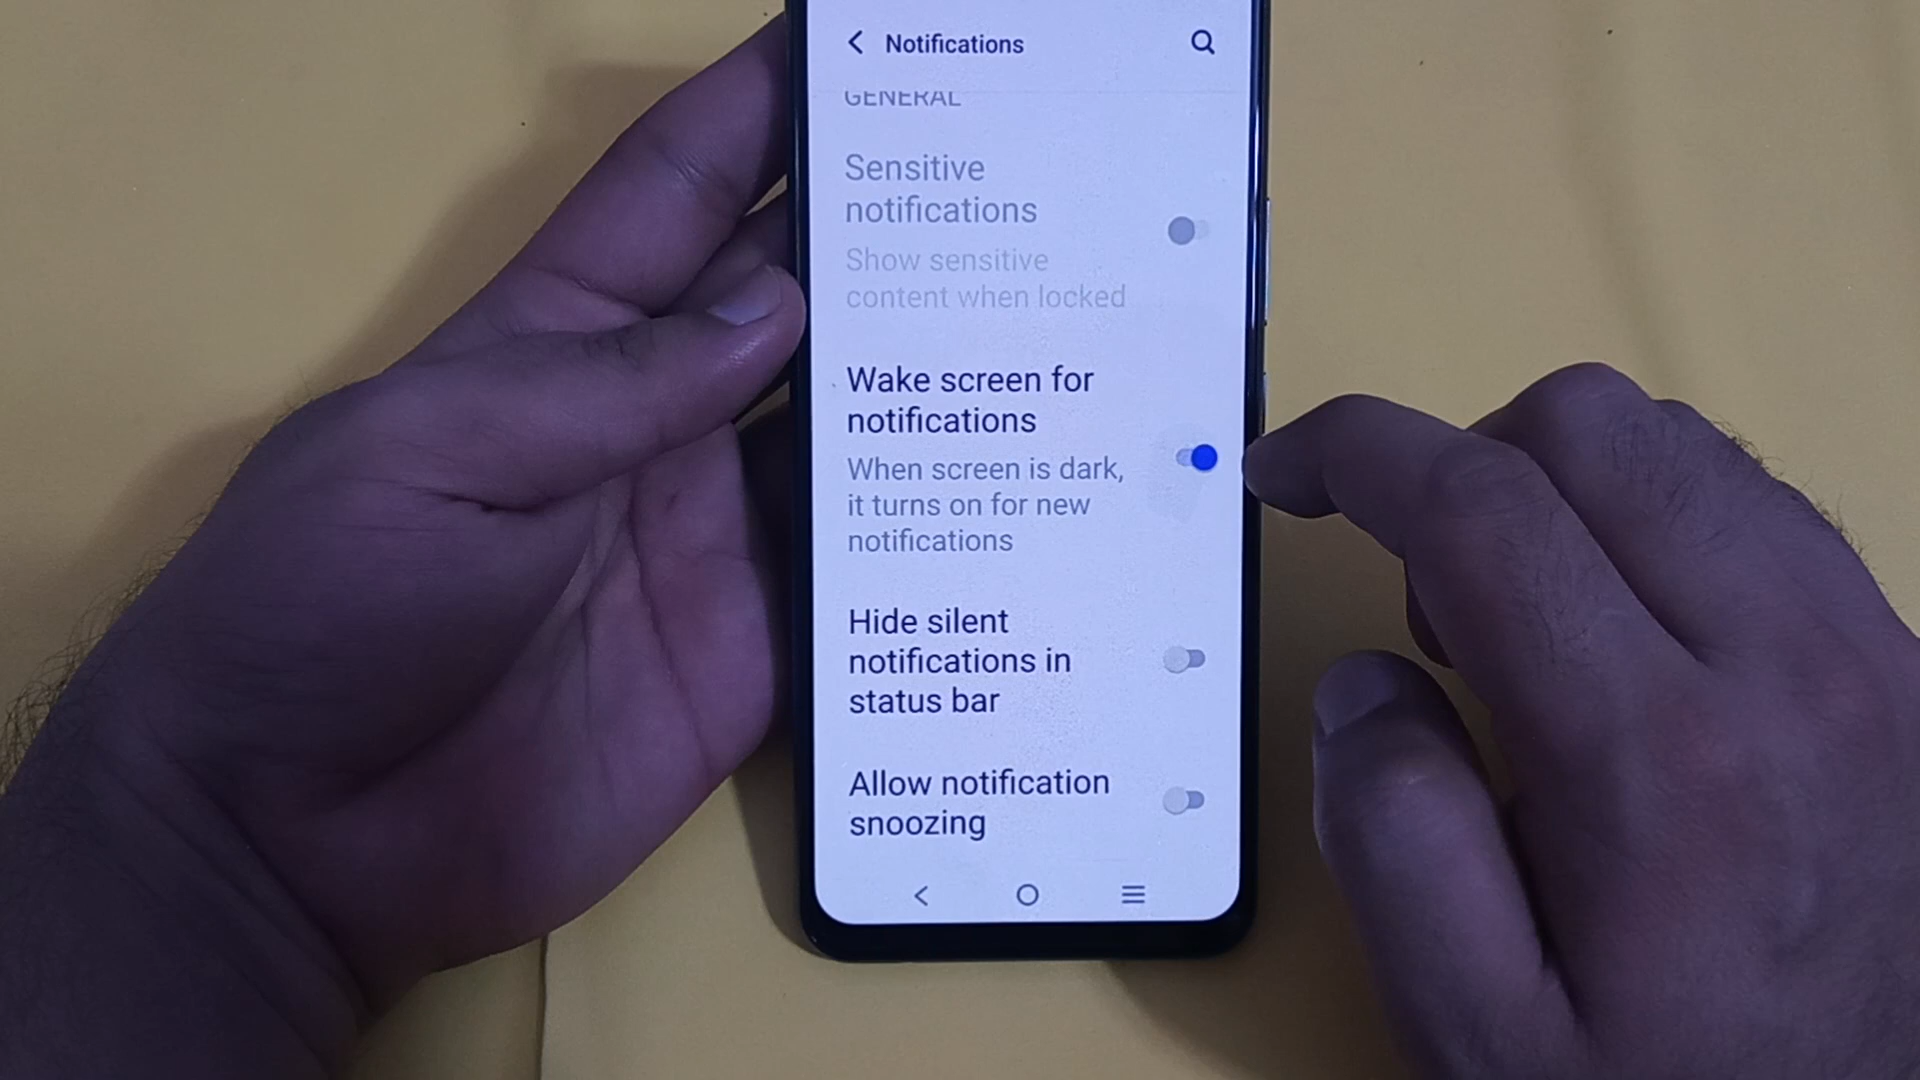 Notifications
GENERAL
Sensitive
notifications
Show sensitive
content when locked
Wake screen for
notifications
When screen is dark,
it turns on for new
notifications
Hide silent
notifications in
status bar
Allow notification
snoozing